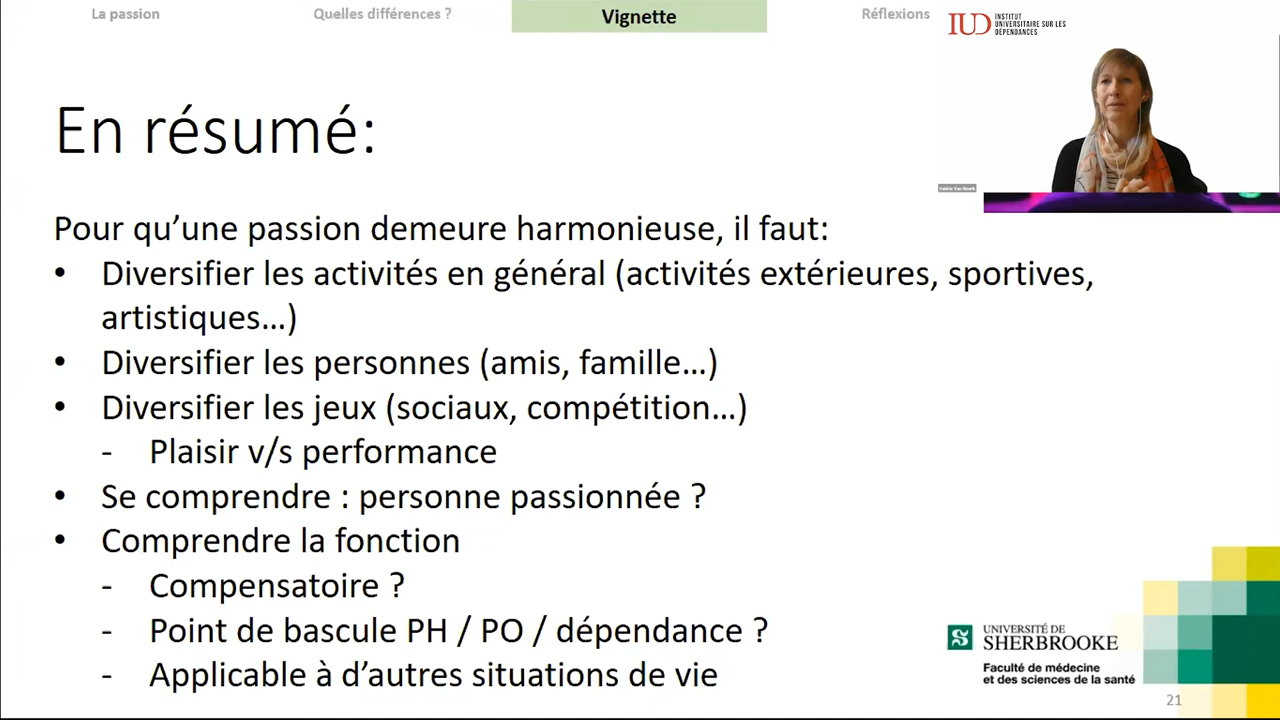 La passion
Quelles différences ?
Vignette
Réflexions
IUD
INSTITUT
UNIVERSITAIRE SUR LES
DÉPENDANCES
En résumé:
Pour qu’une passion demeure harmonieuse, il faut:
• Diversifier les activités en général (activités extérieures, sportives,
artistiques…)
• Diversifier les personnes (amis, famille…)
• Diversifier les jeux (sociaux, compétition…)
- Plaisir v/s performance
• Se comprendre : personne passionnée ?
• Comprendre la fonction
- Compensatoire ?
- Point de bascule PH / PO / dépendance ?
- Applicable à d’autres situations de vie
S
UNIVERSITÉ DE
SHERBROOKE
Faculté de médecine
et des sciences de la santé
21